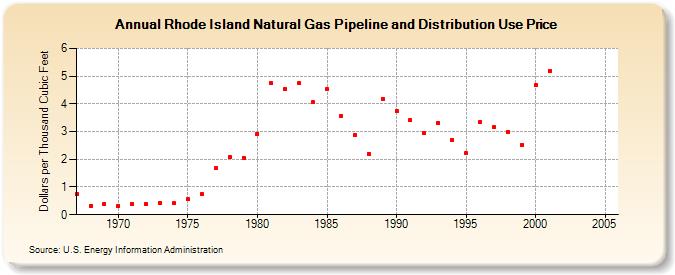 Annual Rhode Island Natural Gas Pipeline and Distribution Use Price
Dollars per Thousand Cubic Feet
6
5
4
3
2
1
0
1970 1975 1980 1985 1990 1995 2000 2005
Source: U.S. Energy Information Administration